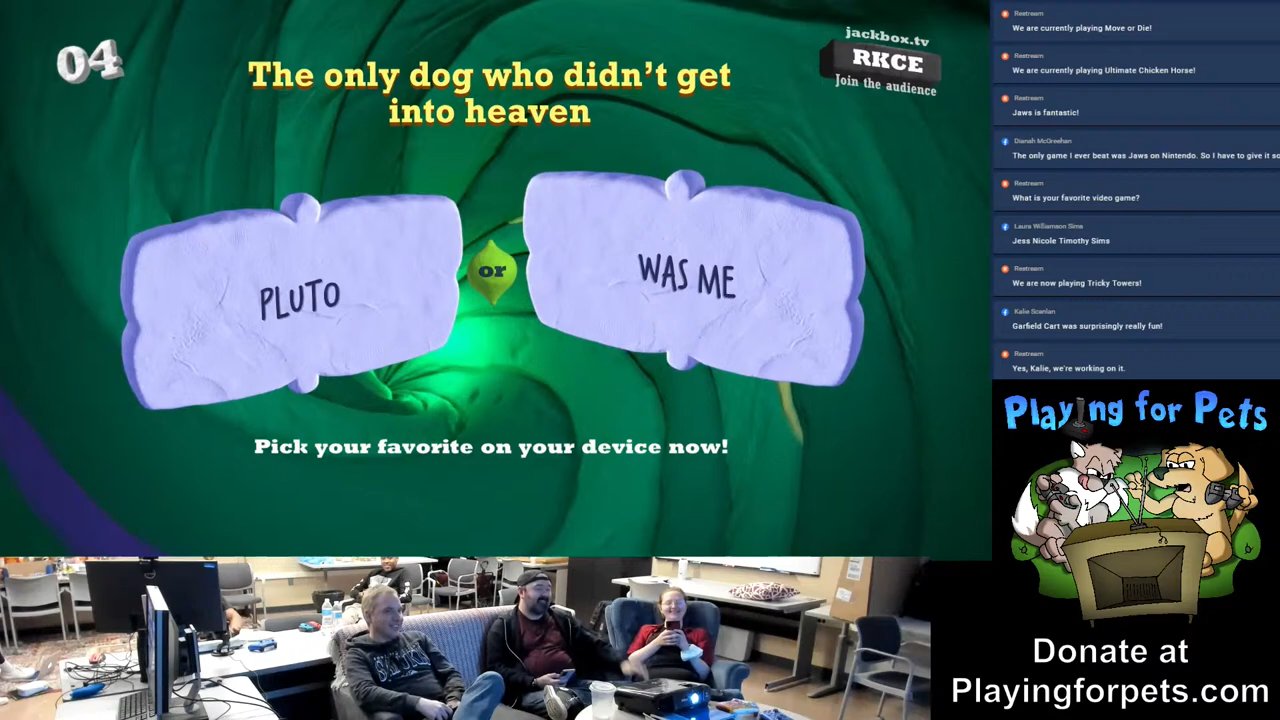 04
The only dog who didn't get
into heaven
jackbox.tv
RKCE
Join the audience
PLUTO
or
WAS ME
Pick your favorite on your device now!
Restream
We are currently playing Move or Die!
Restream
We are currently playing Ultimate Chicken Horse!
Restream
Jaws is fantastic!
Dianah McGreehan
The only game I ever beat was Jaws on Nintendo. So I have to give it sc
Restream
What is your favorite video game?
Laura Williamson Sims
Jess Nicole Timothy Sims
Restream
We are now playing Tricky Towers!
Kalie Scanlan
Garfield Cart was surprisingly really fun!
Restream
Yes, Kalie, we're working on it.
Playing for Pets
Donate at
Playingforpets.com